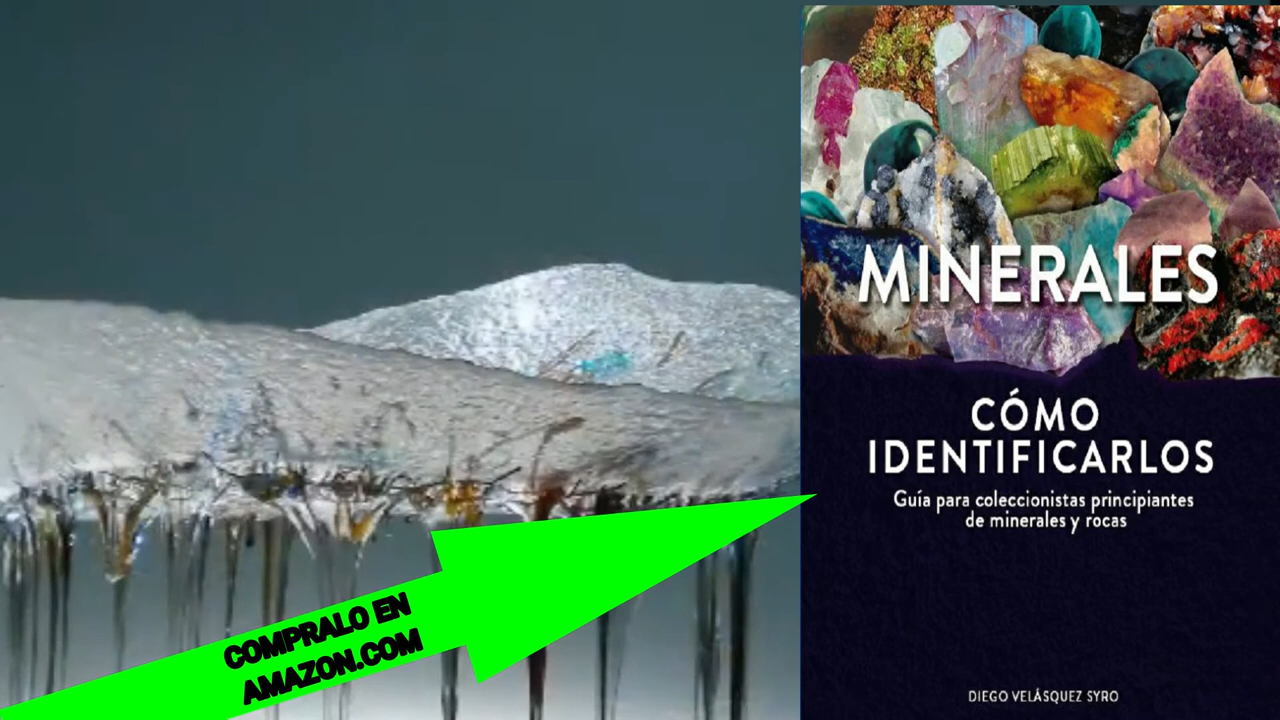 MINERALES
CÓMO
IDENTIFICARLOS
Guía para coleccionistas principiantes
de minerales y rocas
COMPRALO EN
AMAZON.COM
DIEGO VELÁSQUEZ SYRO